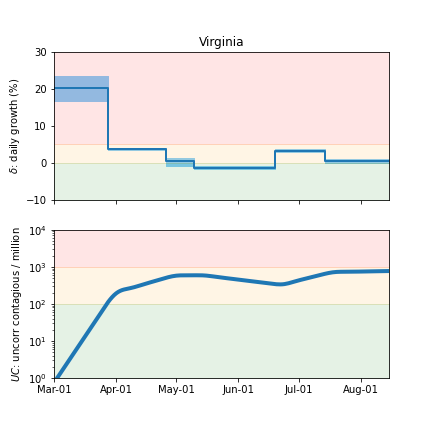 Virginia
δ: daily growth (%)
30
20
10
0
−10
UC: uncorr contagious / million
10⁴
10³
10²
10¹
10⁰
Mar-01 Apr-01 May-01 Jun-01 Jul-01 Aug-01